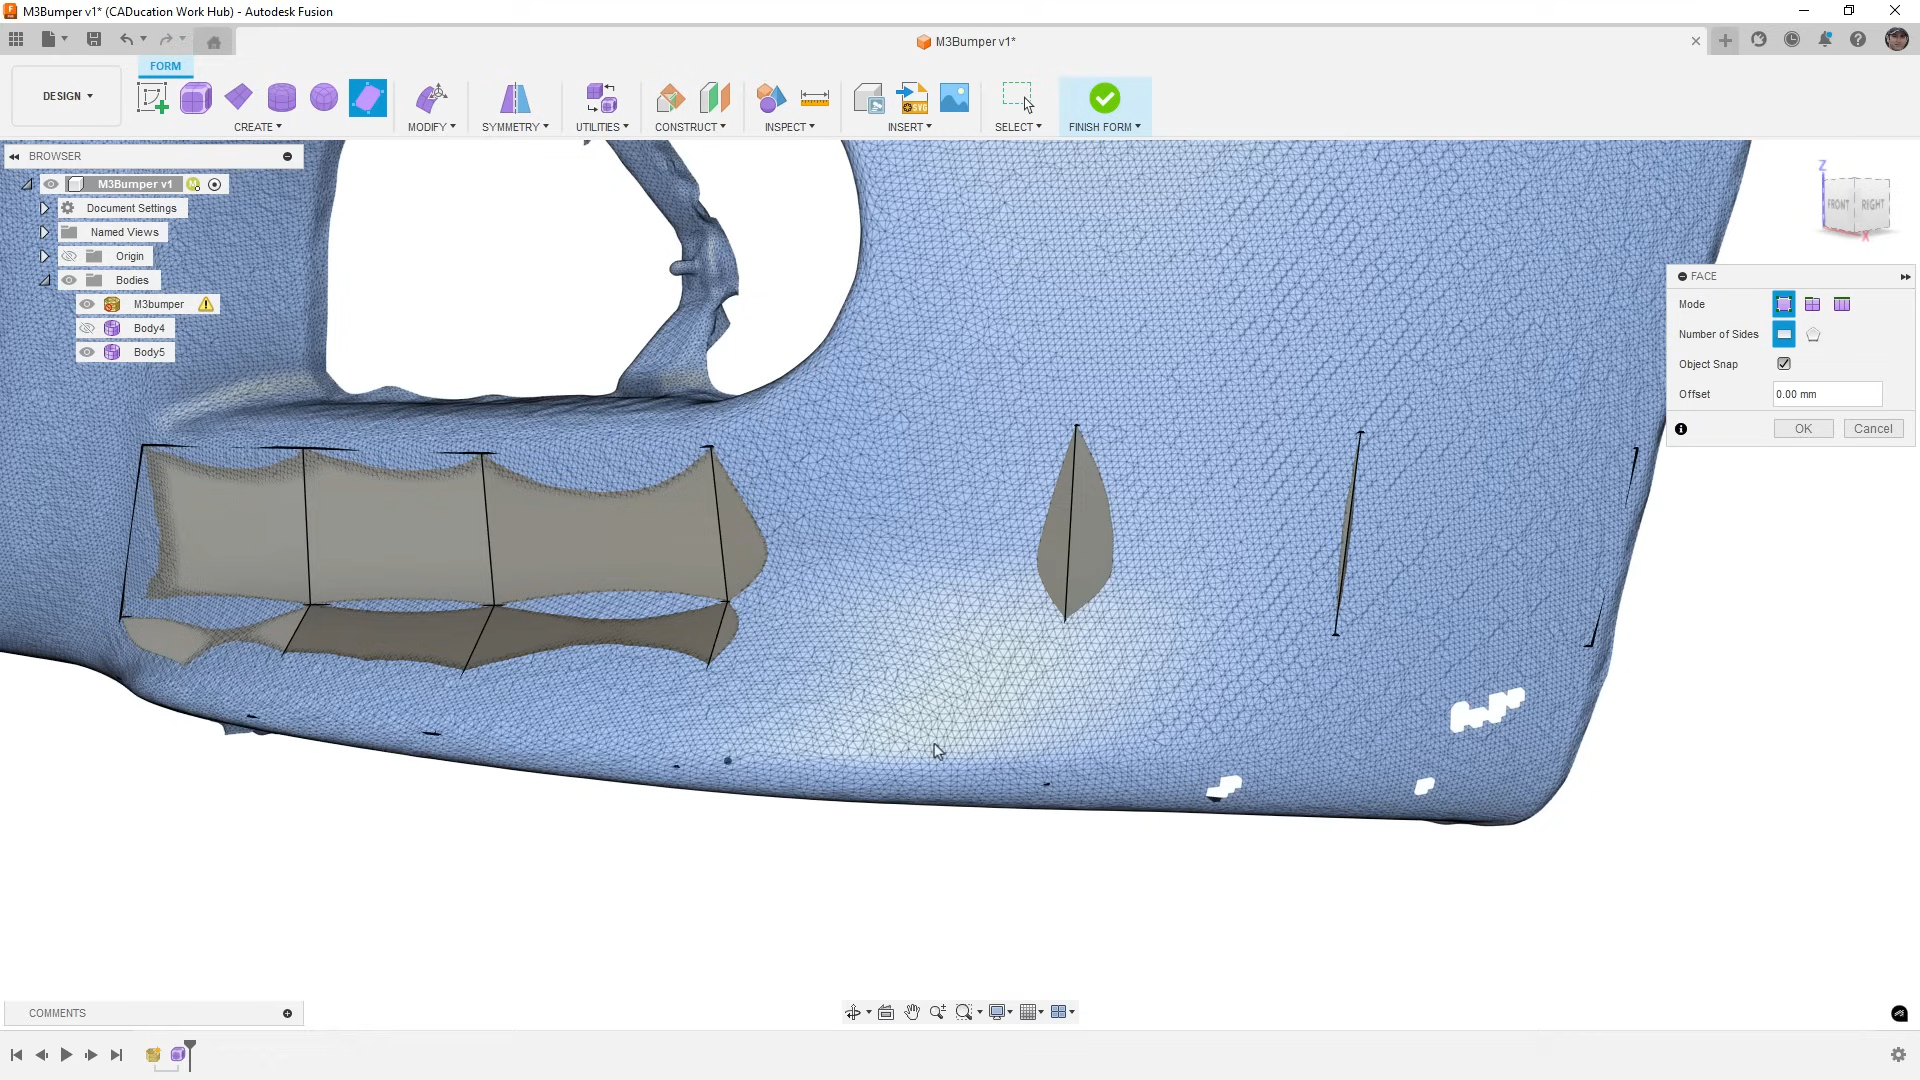 M3Bumper v1* (CADucation Work Hub) - Autodesk Fusion
M3Bumper v1*
FORM
DESIGN
CREATE
MODIFY
SYMMETRY
UTILITIES
CONSTRUCT
INSPECT
INSERT
SELECT
FINISH FORM
SVG
BROWSER
M3Bumper v1
Document Settings
Named Views
Origin
Bodies
M3bumper
Body4
Body5
Z
FRONT
RIGHT
X
FACE
Mode
Number of Sides
Object Snap
Offset
0.00 mm
OK
Cancel
COMMENTS